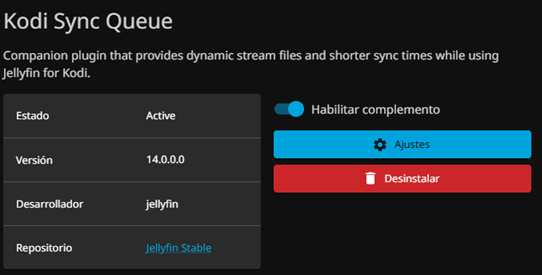 Kodi Sync Queue
Companion plugin that provides dynamic stream files and shorter sync times while using
Jellyfin for Kodi.
Estado Active
Versión 14.0.0.0
Desarrollador jellyfin
Repositorio Jellyfin Stable
Habilitar complemento
Ajustes
Desinstalar